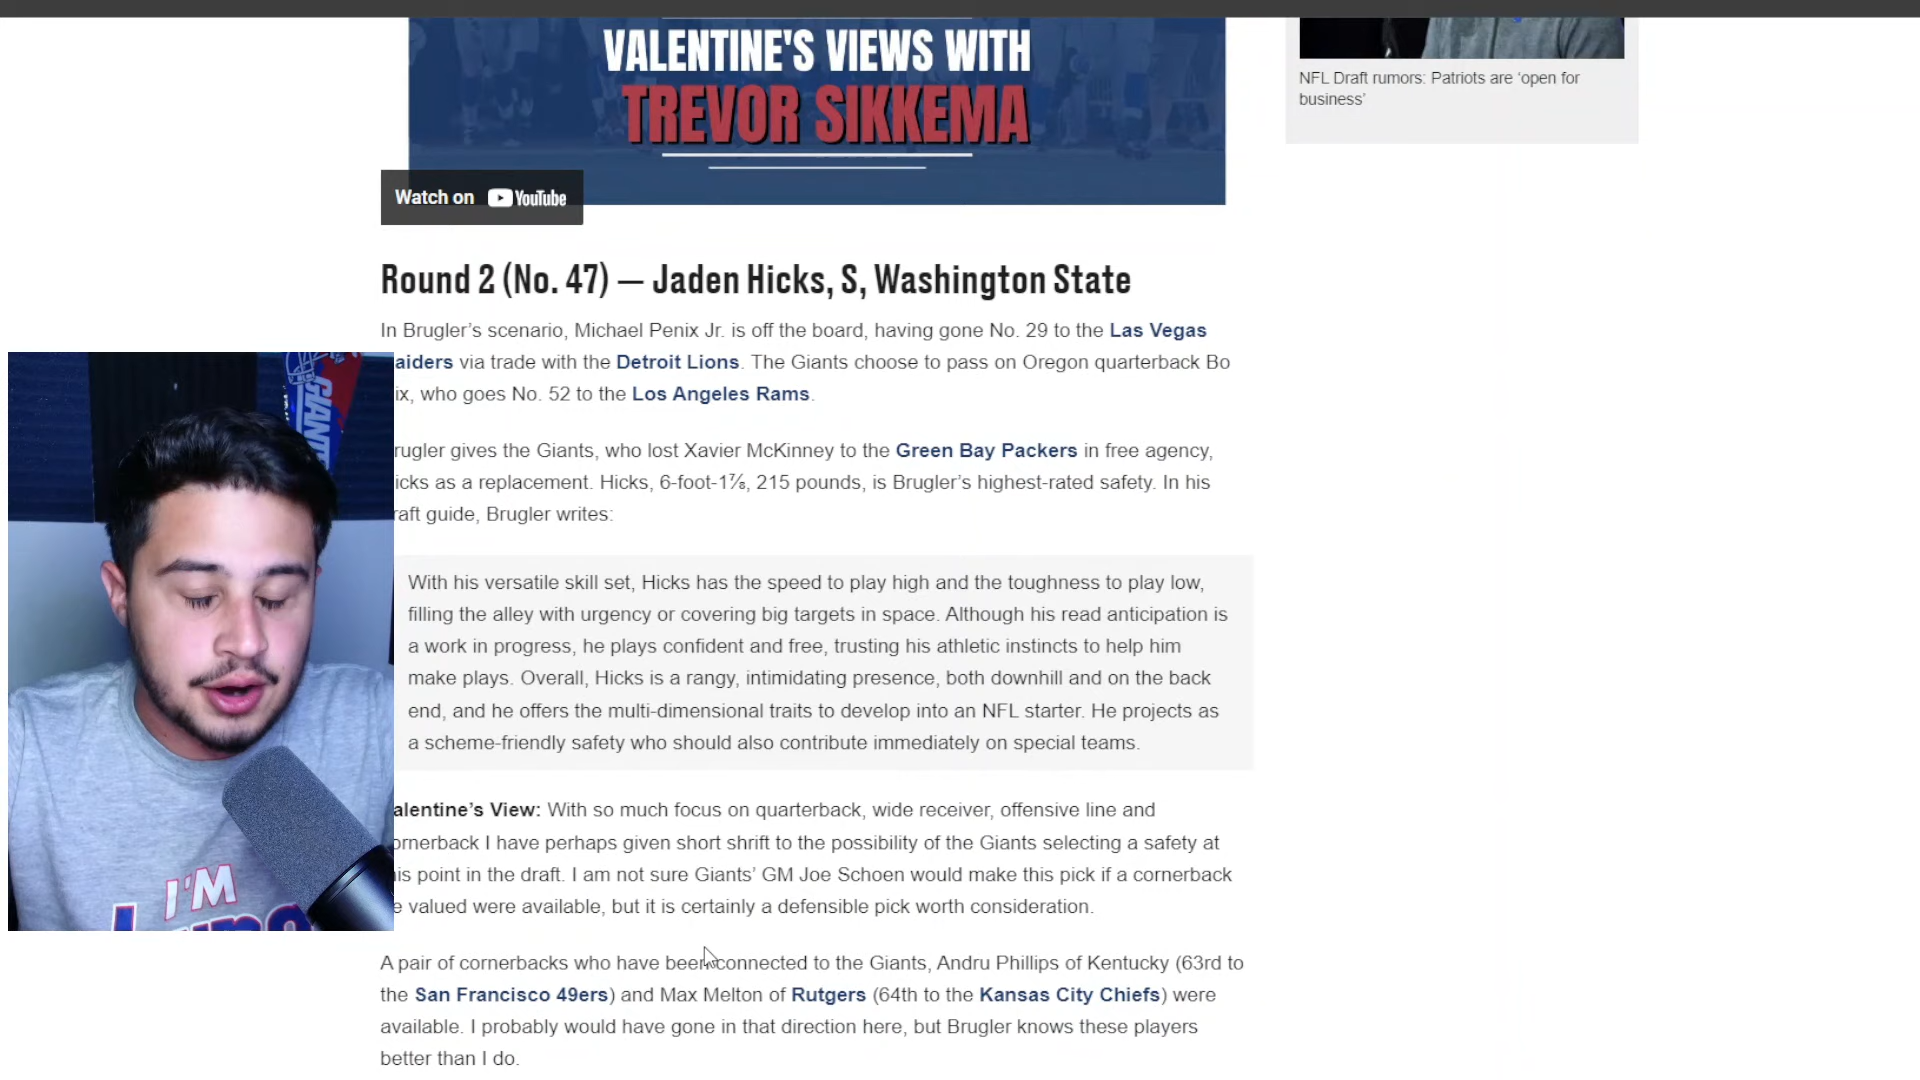 VALENTINE'S VIEWS WITH
TREVOR SIKKEMA
Watch on YouTube
NFL Draft rumors: Patriots are ‘open for
business’
Round 2 (No. 47) — Jaden Hicks, S, Washington State
In Brugler’s scenario, Michael Penix Jr. is off the board, having gone No. 29 to the Las Vegas
aiders via trade with the Detroit Lions. The Giants choose to pass on Oregon quarterback Bo
ix, who goes No. 52 to the Los Angeles Rams.
rugler gives the Giants, who lost Xavier McKinney to the Green Bay Packers in free agency,
icks as a replacement. Hicks, 6-foot-1⅞, 215 pounds, is Brugler’s highest-rated safety. In his
raft guide, Brugler writes:
With his versatile skill set, Hicks has the speed to play high and the toughness to play low,
filling the alley with urgency or covering big targets in space. Although his read anticipation is
a work in progress, he plays confident and free, trusting his athletic instincts to help him
make plays. Overall, Hicks is a rangy, intimidating presence, both downhill and on the back
end, and he offers the multi-dimensional traits to develop into an NFL starter. He projects as
a scheme-friendly safety who should also contribute immediately on special teams.
alentine’s View: With so much focus on quarterback, wide receiver, offensive line and
ornerback I have perhaps given short shrift to the possibility of the Giants selecting a safety at
is point in the draft. I am not sure Giants’ GM Joe Schoen would make this pick if a cornerback
e valued were available, but it is certainly a defensible pick worth consideration.
A pair of cornerbacks who have been connected to the Giants, Andru Phillips of Kentucky (63rd to
the San Francisco 49ers) and Max Melton of Rutgers (64th to the Kansas City Chiefs) were
available. I probably would have gone in that direction here, but Brugler knows these players
better than I do.
GIANTS
I'M